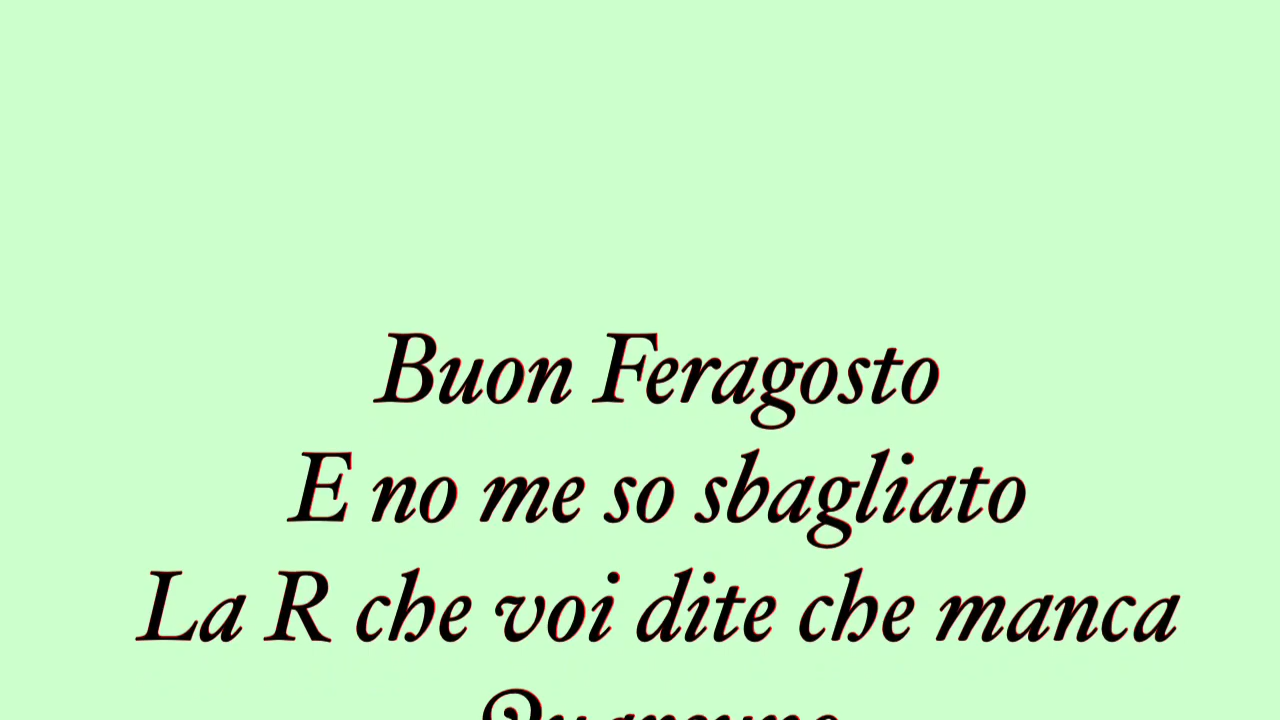 Buon Feragosto
E no me so sbagliato
La R che voi dite che manca